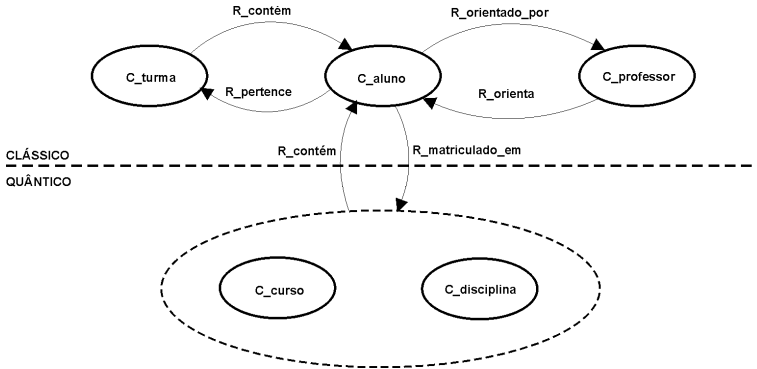 R_contém
R_orientado_por
C_turma
C_aluno
C_professor
R_pertence
R_orienta
R_contém
R_matriculado_em
CLÁSSICO
QUÂNTICO
C_curso
C_disciplina